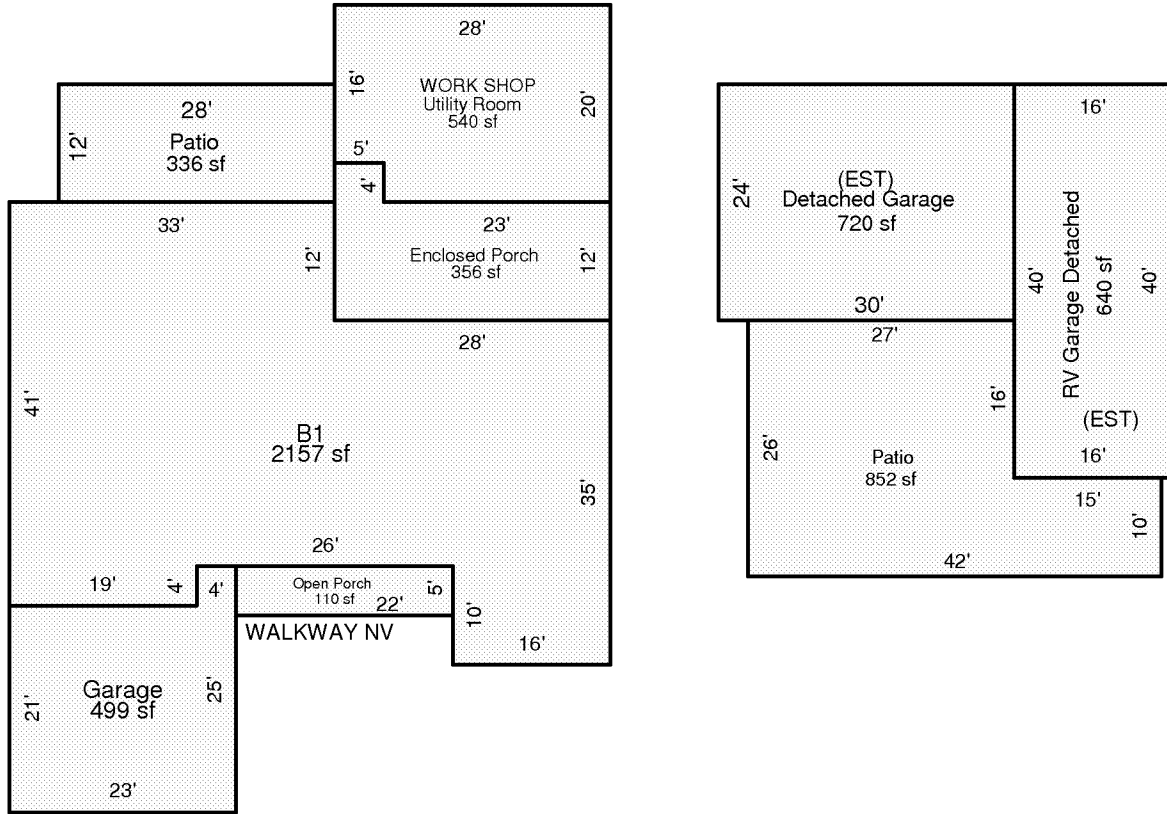 28'
16'
WORK SHOP
Utility Room
540 sf
20'
5'
4'
28'
12'
Patio
336 sf
33'
12'
23'
Enclosed Porch
356 sf
12'
28'
41'
B1
2157 sf
35'
26'
19'
4'
4'
Open Porch
110 sf
22'
5'
10'
16'
WALKWAY NV
Garage
499 sf
21'
25'
23'
24'
(EST)
Detached Garage
720 sf
30'
16'
40'
RV Garage Detached
640 sf
40'
(EST)
16'
27'
16'
26'
Patio
852 sf
15'
10'
42'